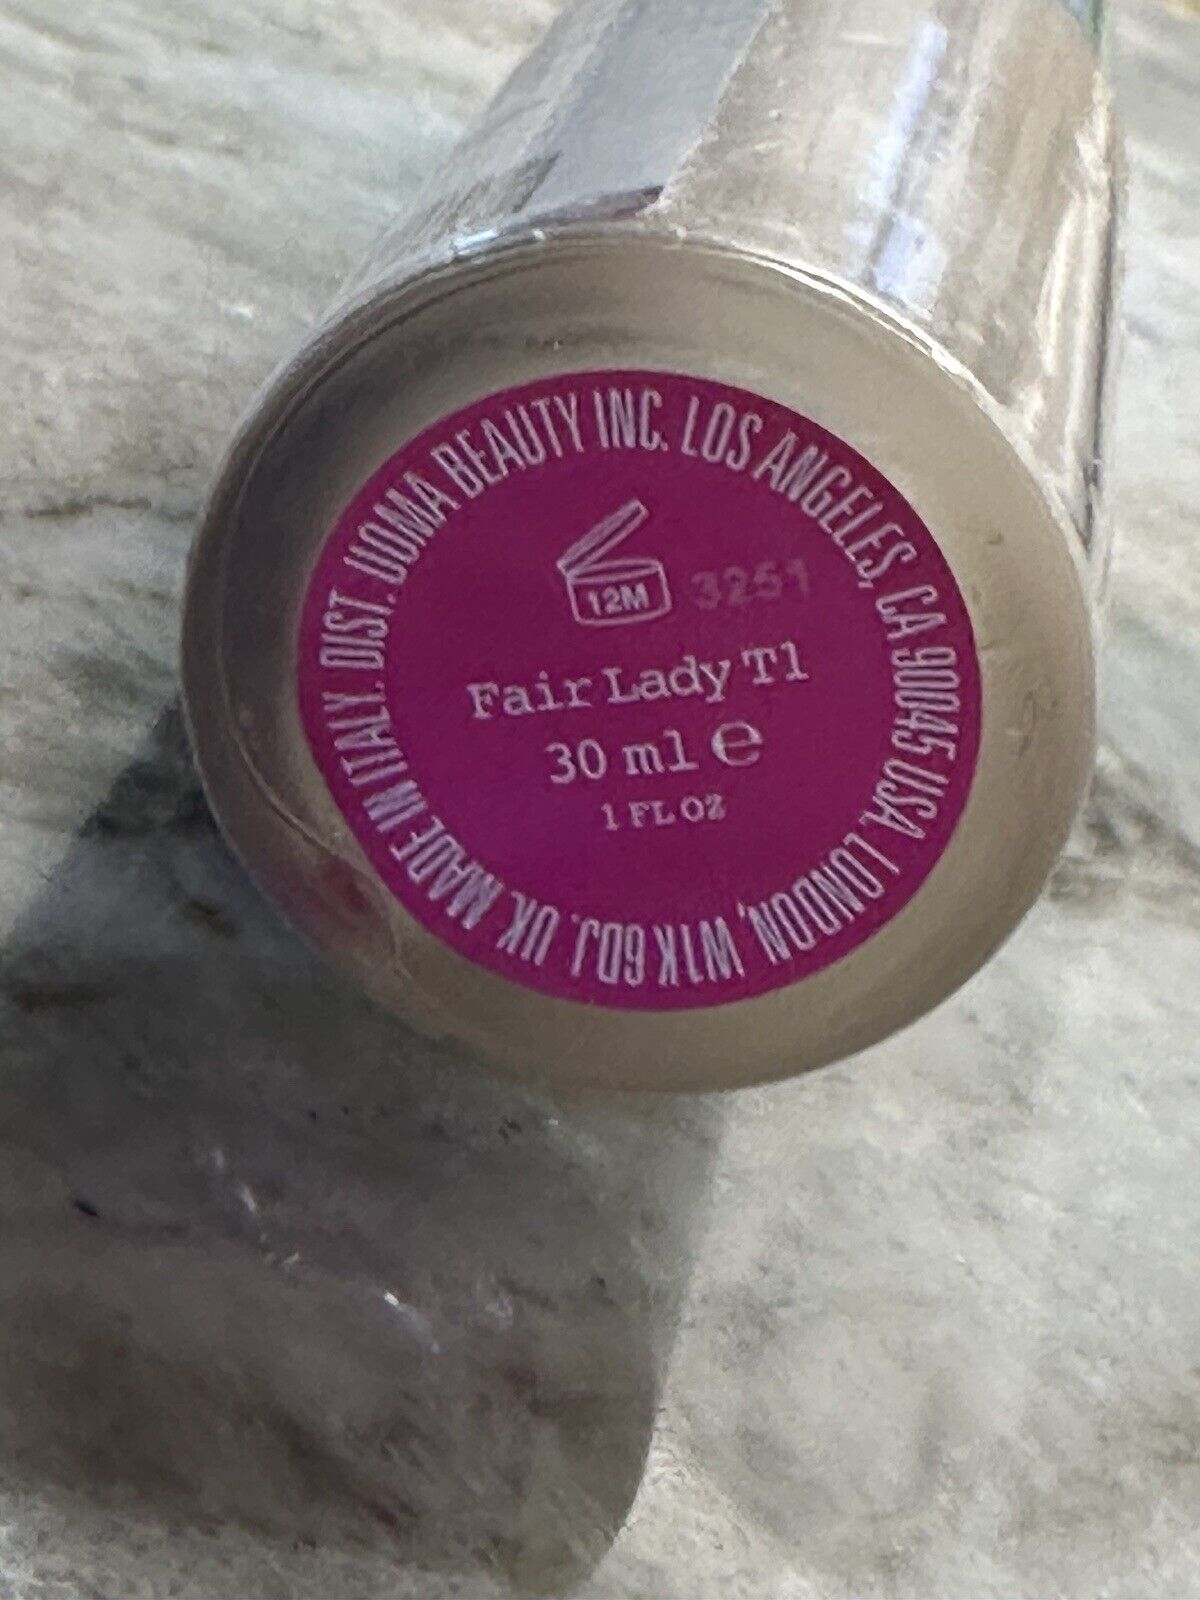 DIST. UOMA BEAUTY INC. LOS ANGELES, CA 90045 USA. LONDON, W1K 6DJ. UK. MADE IN ITALY.
12M 3251
Fair Lady T1
30 ml e
1 FL OZ